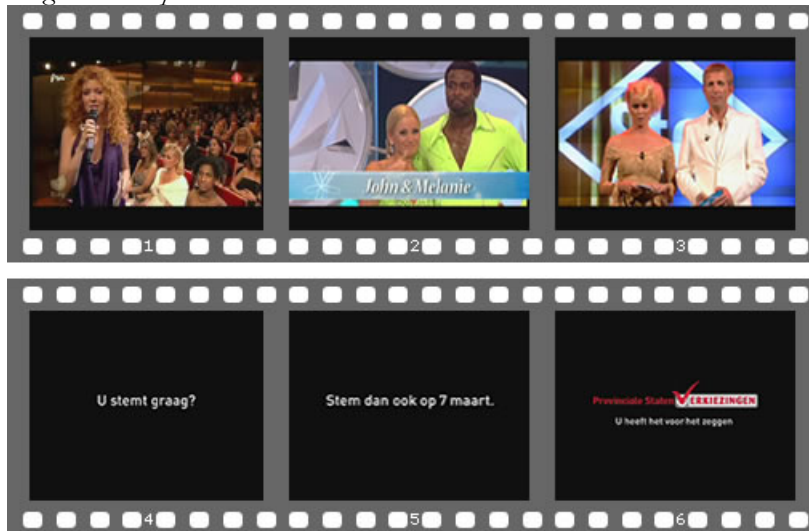 John & Melanie
1
2
3
U stemt graag?
Stem dan ook op 7 maart.
Provinciale Staten VERKIEZINGEN
U heeft het voor het zeggen
4
5
6